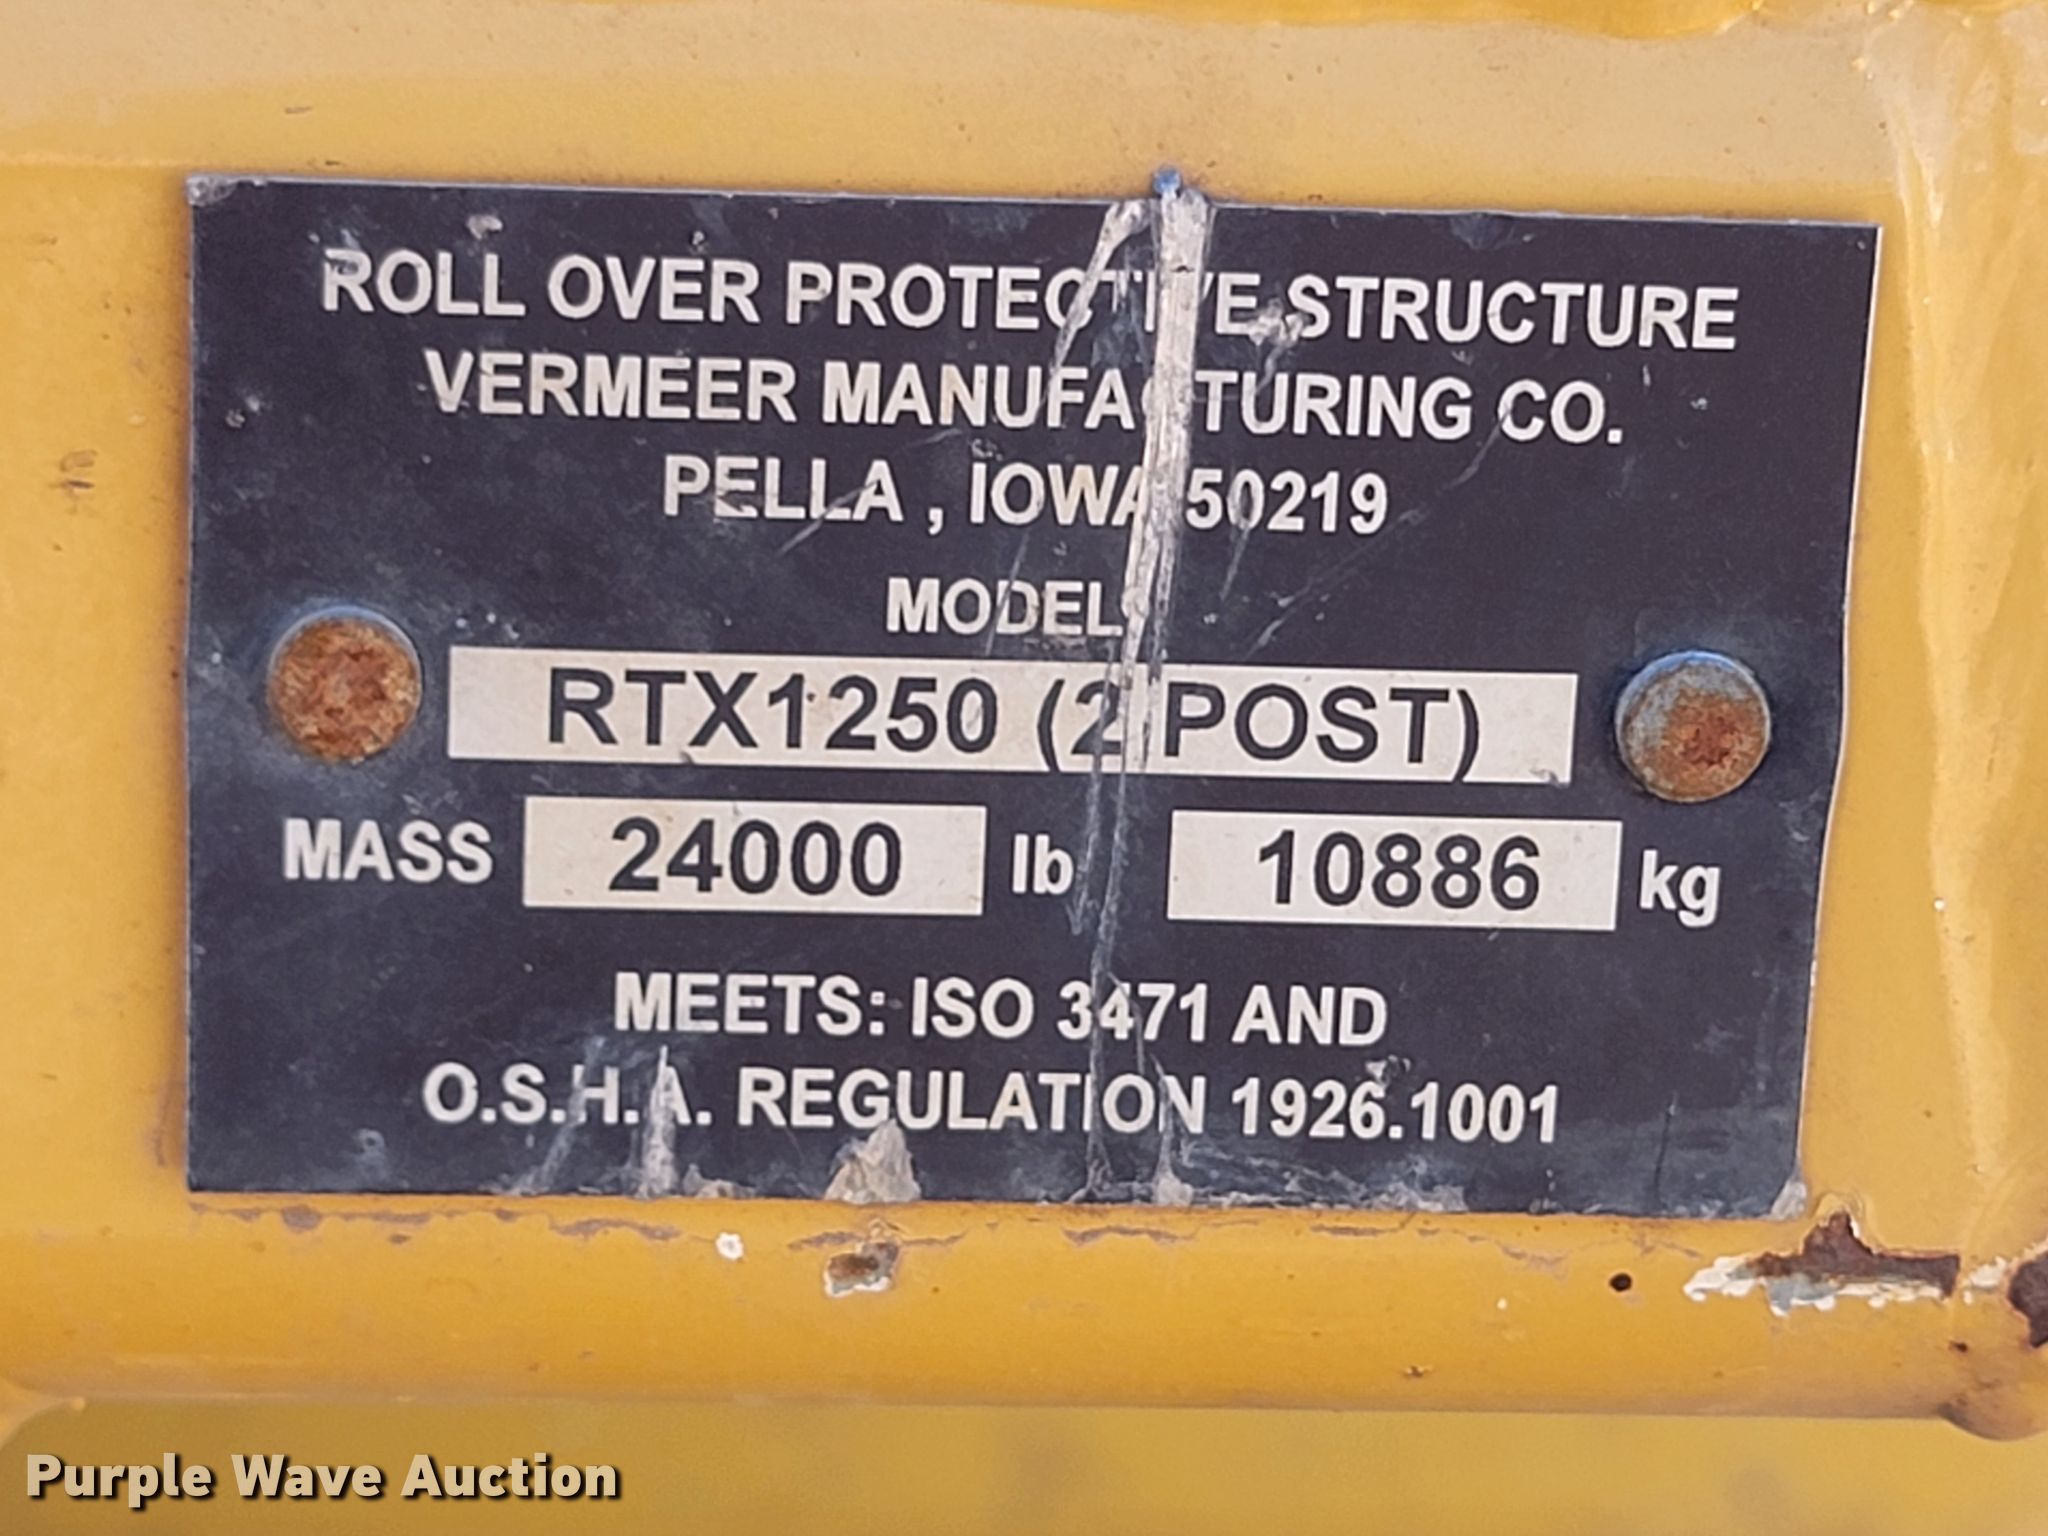 ROLL OVER PROTECTIVE STRUCTURE
VERMEER MANUFACTURING CO.
PELLA , IOWA 50219
MODEL:
RTX1250 (2 POST)
MASS 24000 lb 10886 kg
MEETS: ISO 3471 AND
O.S.H.A. REGULATION 1926.1001
Purple Wave Auction